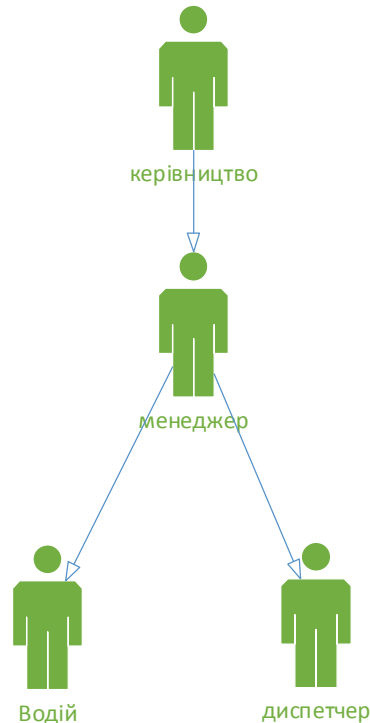 керівництво
менеджер
Водій
диспетчер